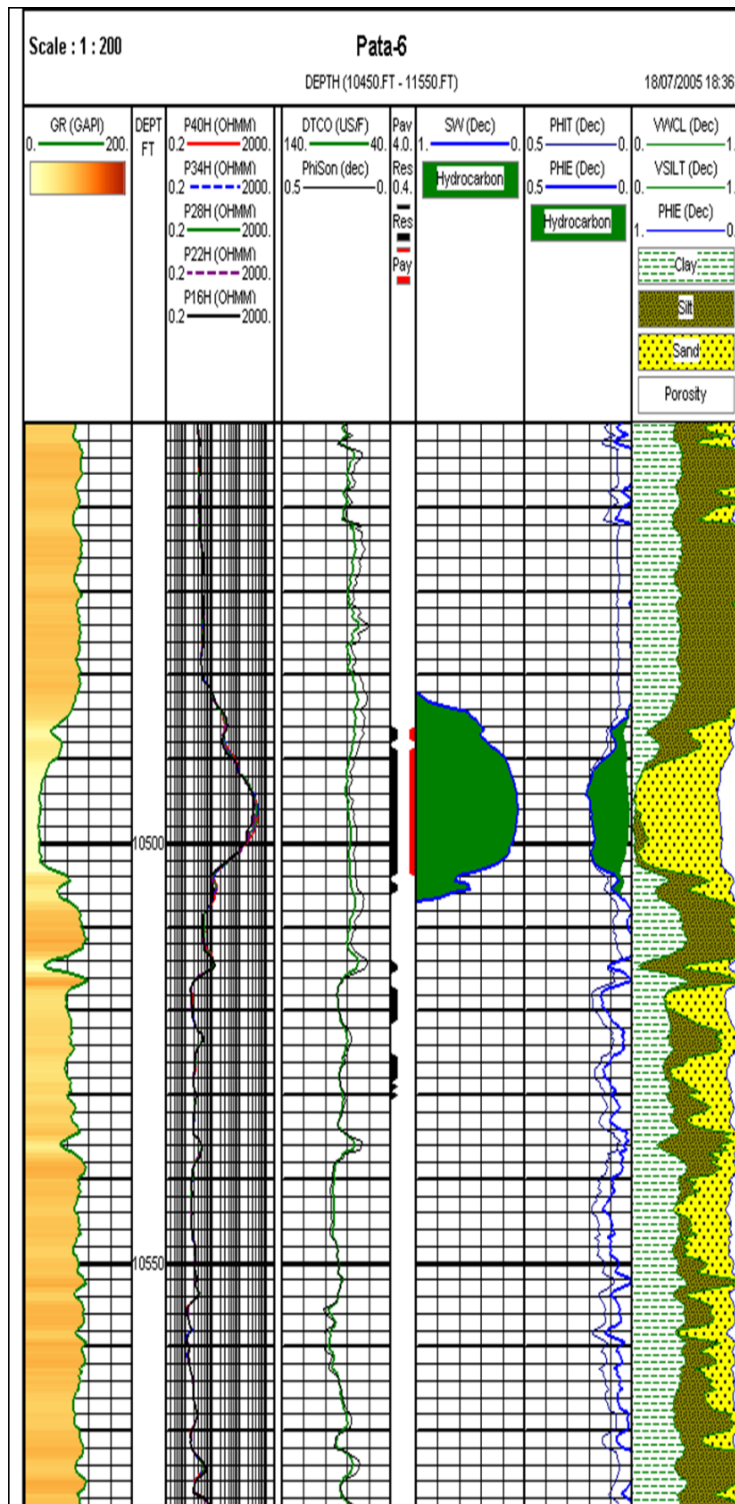 Scale : 1 : 200
Pata-6
DEPTH (10450.FT - 11550.FT)
18/07/2005 18:36
GR (GAPI)
0. 200.
DEPT
FT
P40H (OHMM)
0.2 2000.
P34H (OHMM)
0.2 2000.
P28H (OHMM)
0.2 2000.
P22H (OHMM)
0.2 2000.
P16H (OHMM)
0.2 2000.
DTCO (US/F)
140. 40.
PhiSon (dec)
0.5 0.
Pay
4.0.
Res
0.4.
Res
Pay
SW (Dec)
1. 0.
Hydrocarbon
PHIT (Dec)
0.5 0.
PHIE (Dec)
0.5 0.
Hydrocarbon
VWCL (Dec)
0. 1.
VSILT (Dec)
0. 1.
PHIE (Dec)
1. 0.
Clay
Silt
Sand
Porosity
10500
10550